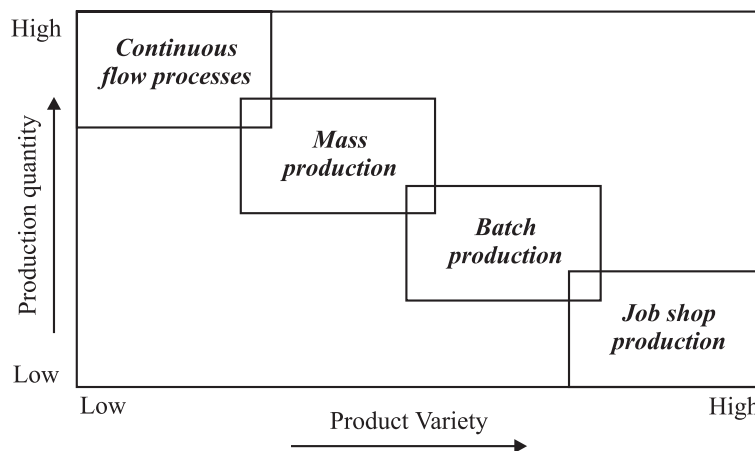 High
Continuous
flow processes
Mass
production
Batch
production
Job shop
production
Production quantity
Low
Low
High
Product Variety